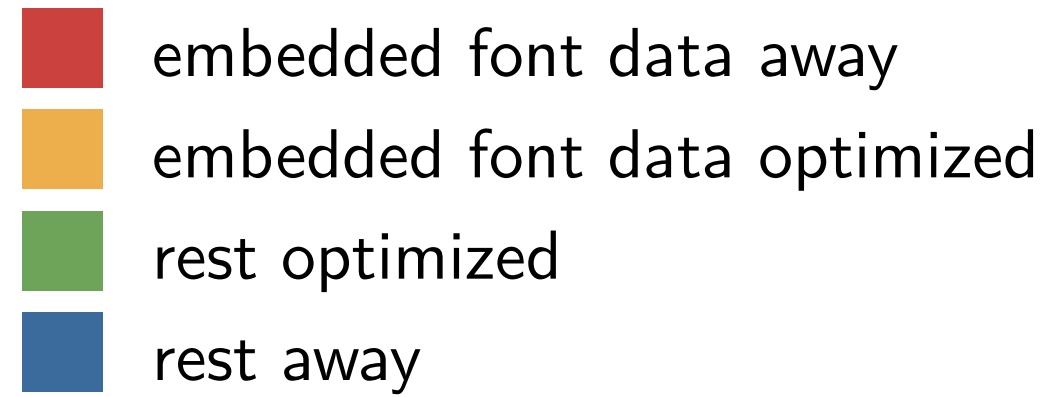 embedded font data away
embedded font data optimized
rest optimized
rest away